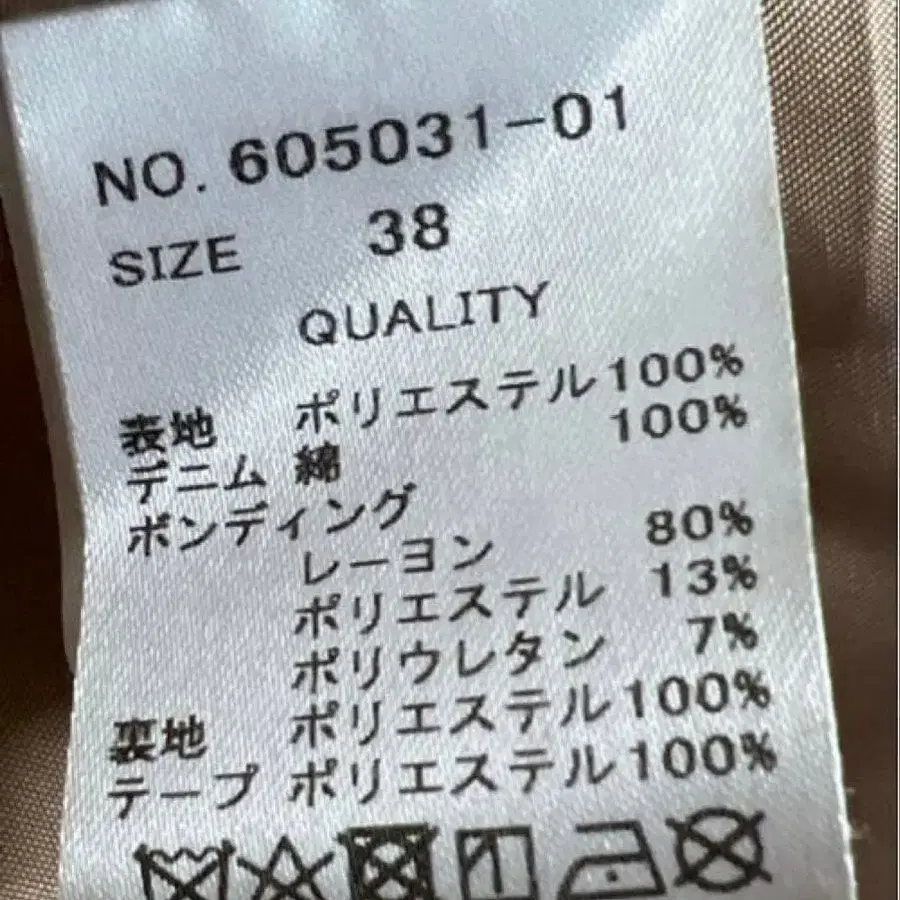 NO. 605031-01
SIZE 38
QUALITY
表地 ポリエステル100%
デニム 綿 100%
ボンディング
レーヨン 80%
ポリエステル 13%
ポリウレタン 7%
裏地 ポリエステル100%
テープ ポリエステル100%